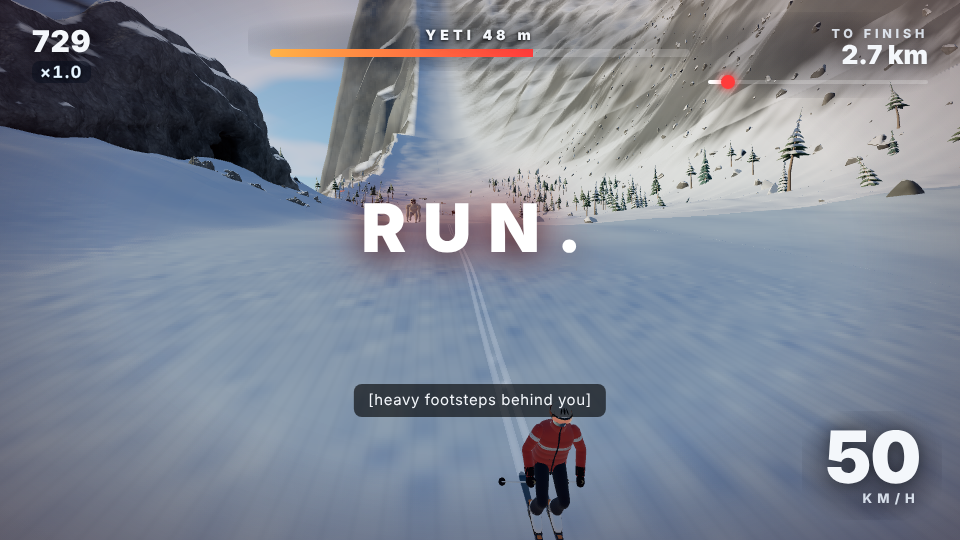 729
×1.0
YETI 48 m
TO FINISH
2.7 km
RUN.
[heavy footsteps behind you]
50
KM/H